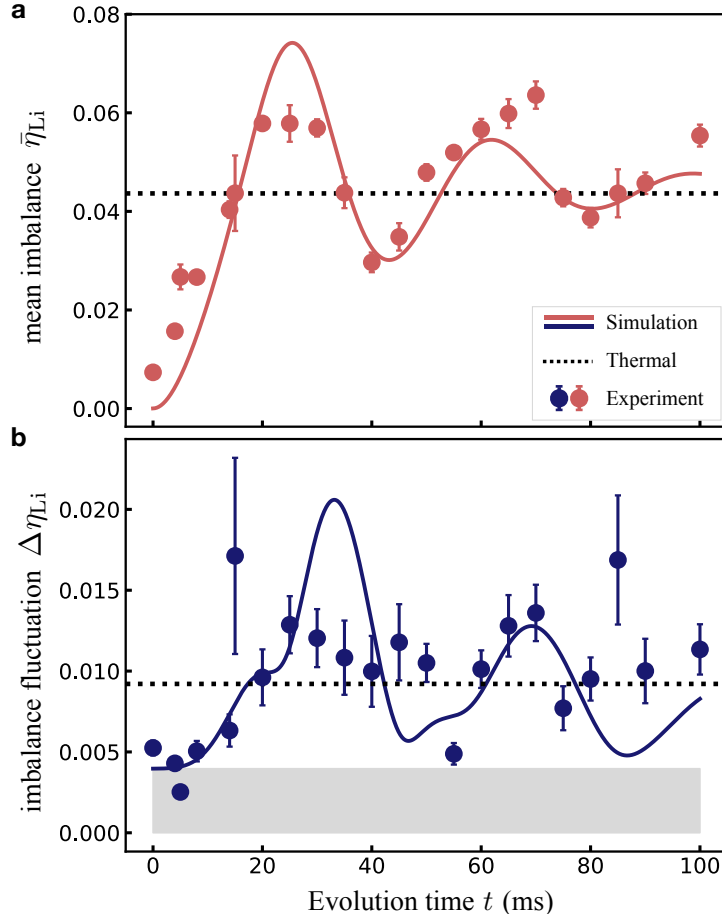 a
0.08
0.06
0.04
0.02
0.00
mean imbalance η̄Li
Simulation
Thermal
Experiment
b
0.020
0.015
0.010
0.005
0.000
imbalance fluctuation ΔηLi
0 20 40 60 80 100
Evolution time t (ms)